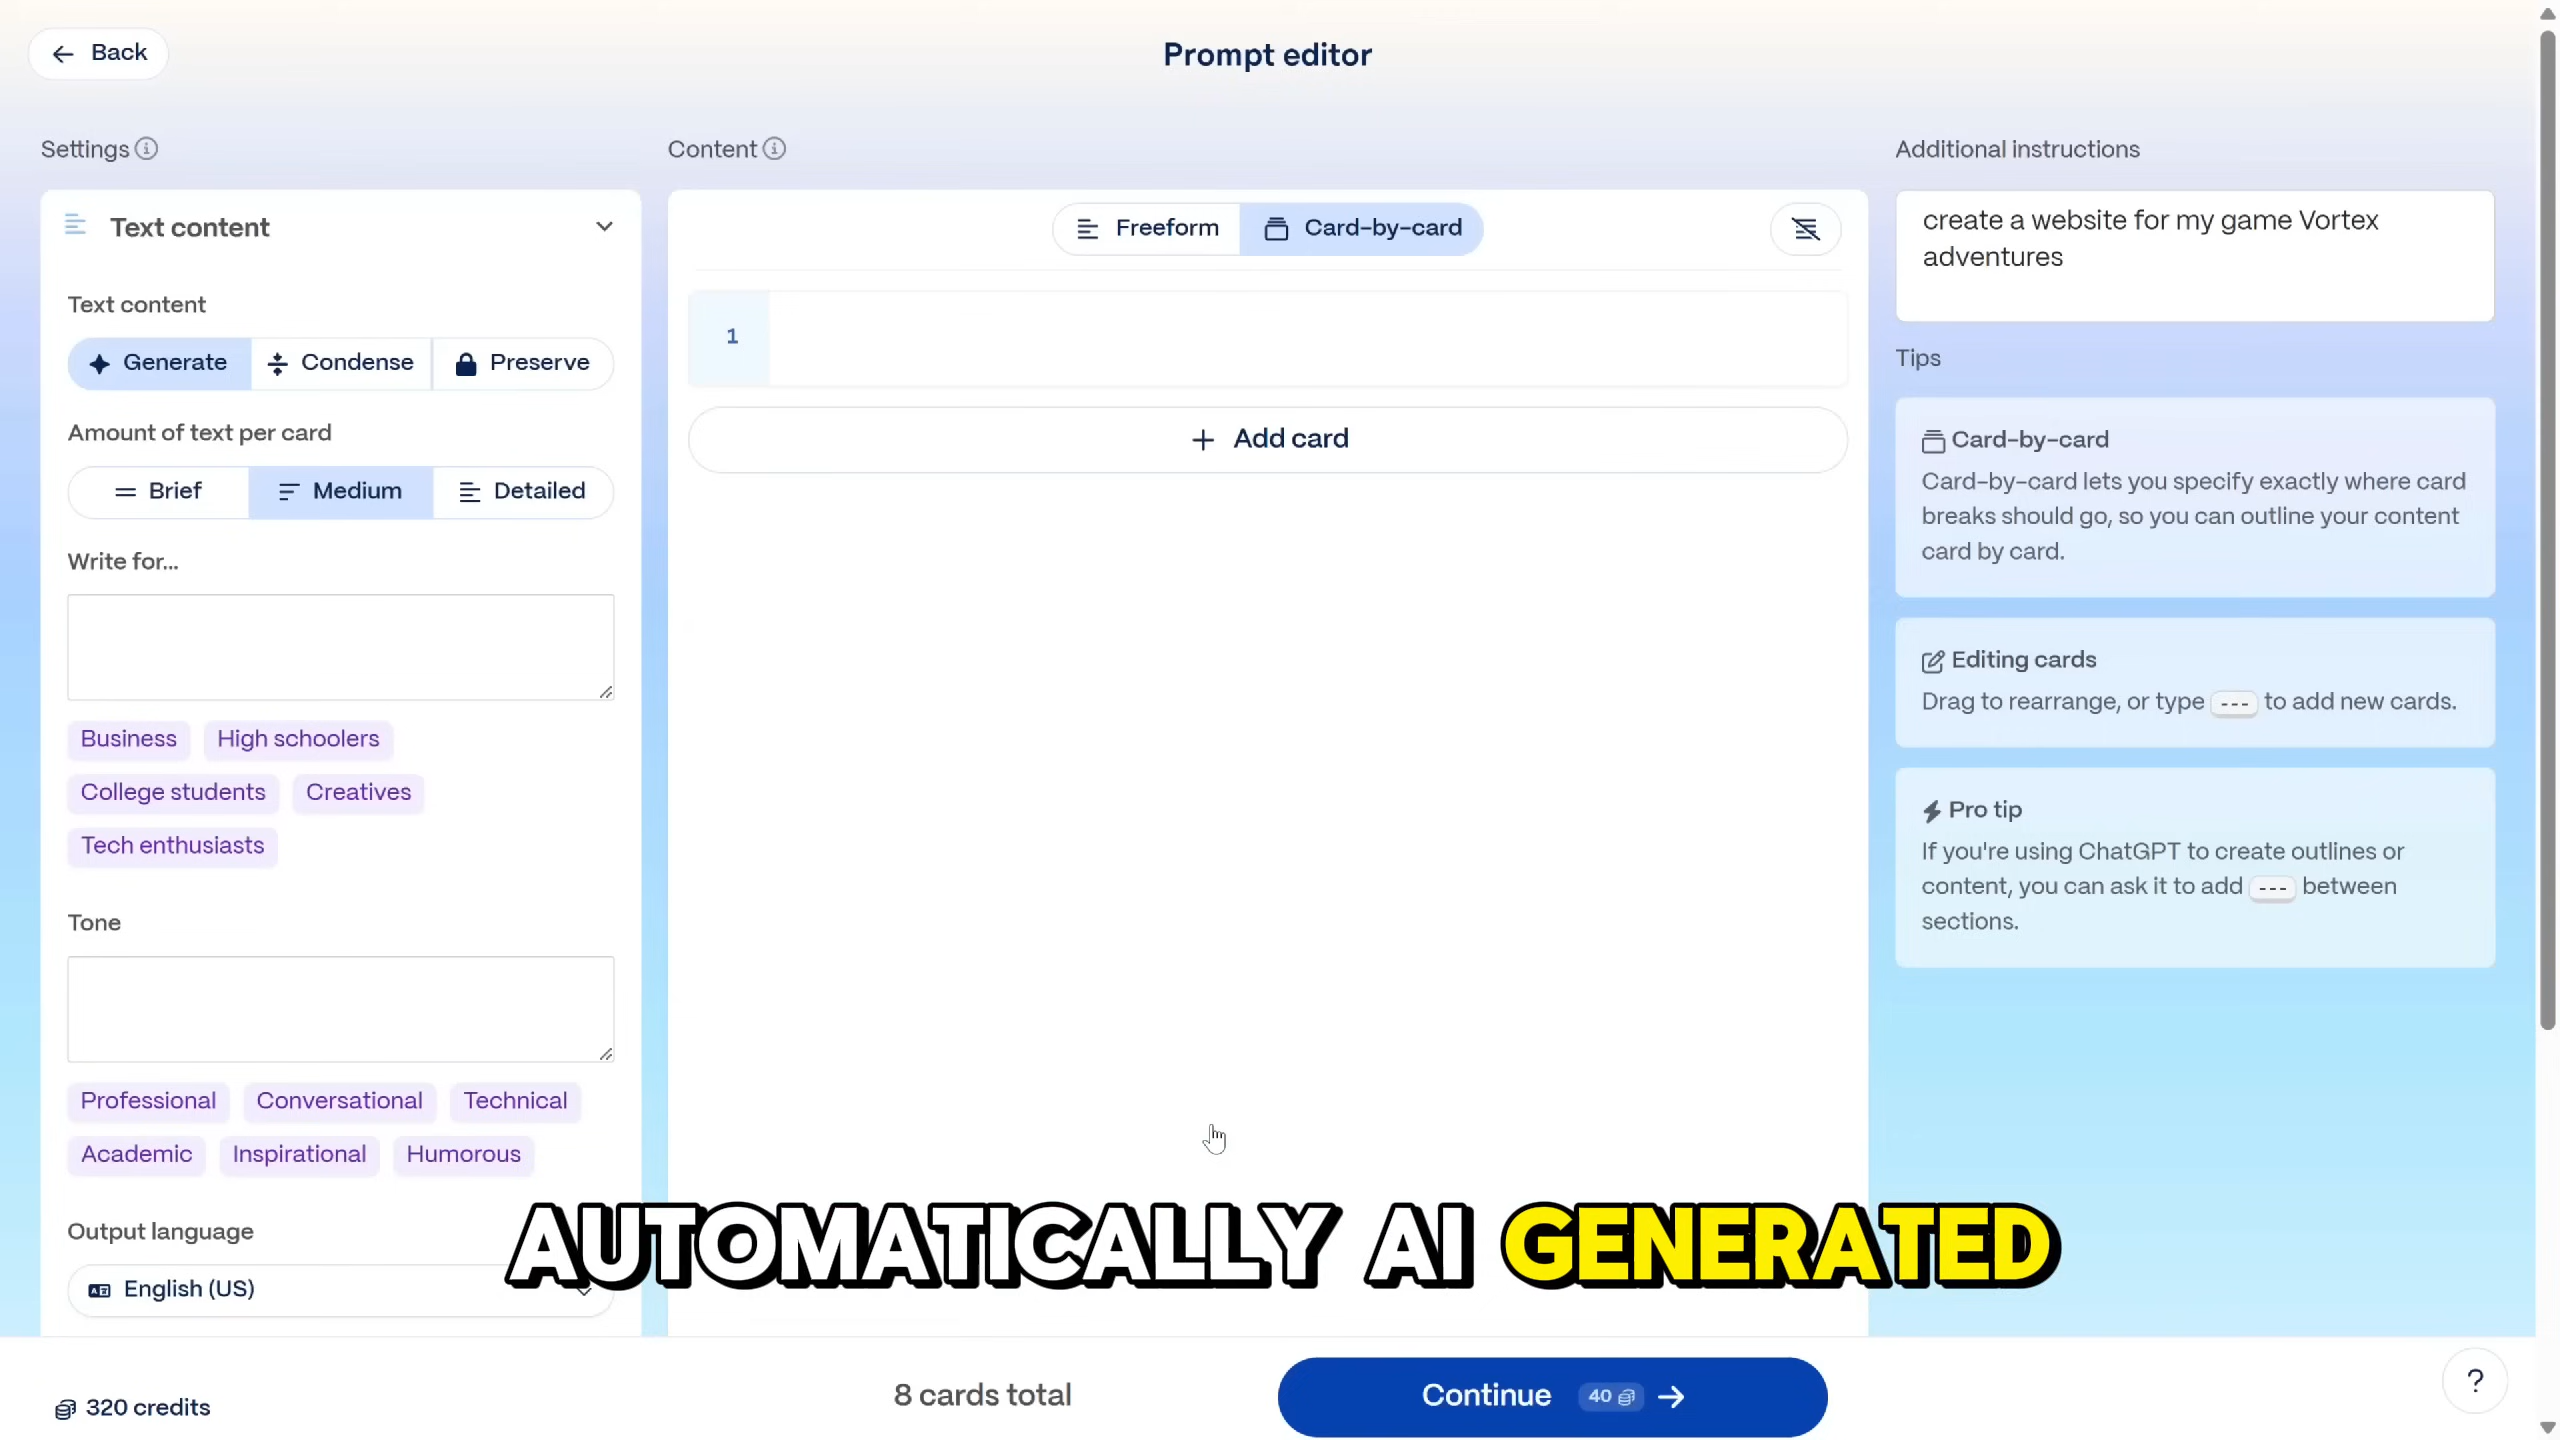 Back
Prompt editor
Settings
Content
Additional instructions
Text content
Freeform
Card-by-card
create a website for my game Vortex
adventures
Text content
Generate
Condense
Preserve
1
Add card
Tips
Amount of text per card
Brief
Medium
Detailed
Card-by-card
Card-by-card lets you specify exactly where card
breaks should go, so you can outline your content
card by card.
Write for...
Editing cards
Drag to rearrange, or type --- to add new cards.
Business
High schoolers
College students
Creatives
Tech enthusiasts
Pro tip
If you're using ChatGPT to create outlines or
content, you can ask it to add --- between
sections.
Tone
Professional
Conversational
Technical
Academic
Inspirational
Humorous
Output language
English (US)
AUTOMATICALLY AI GENERATED
320 credits
8 cards total
Continue 40
?